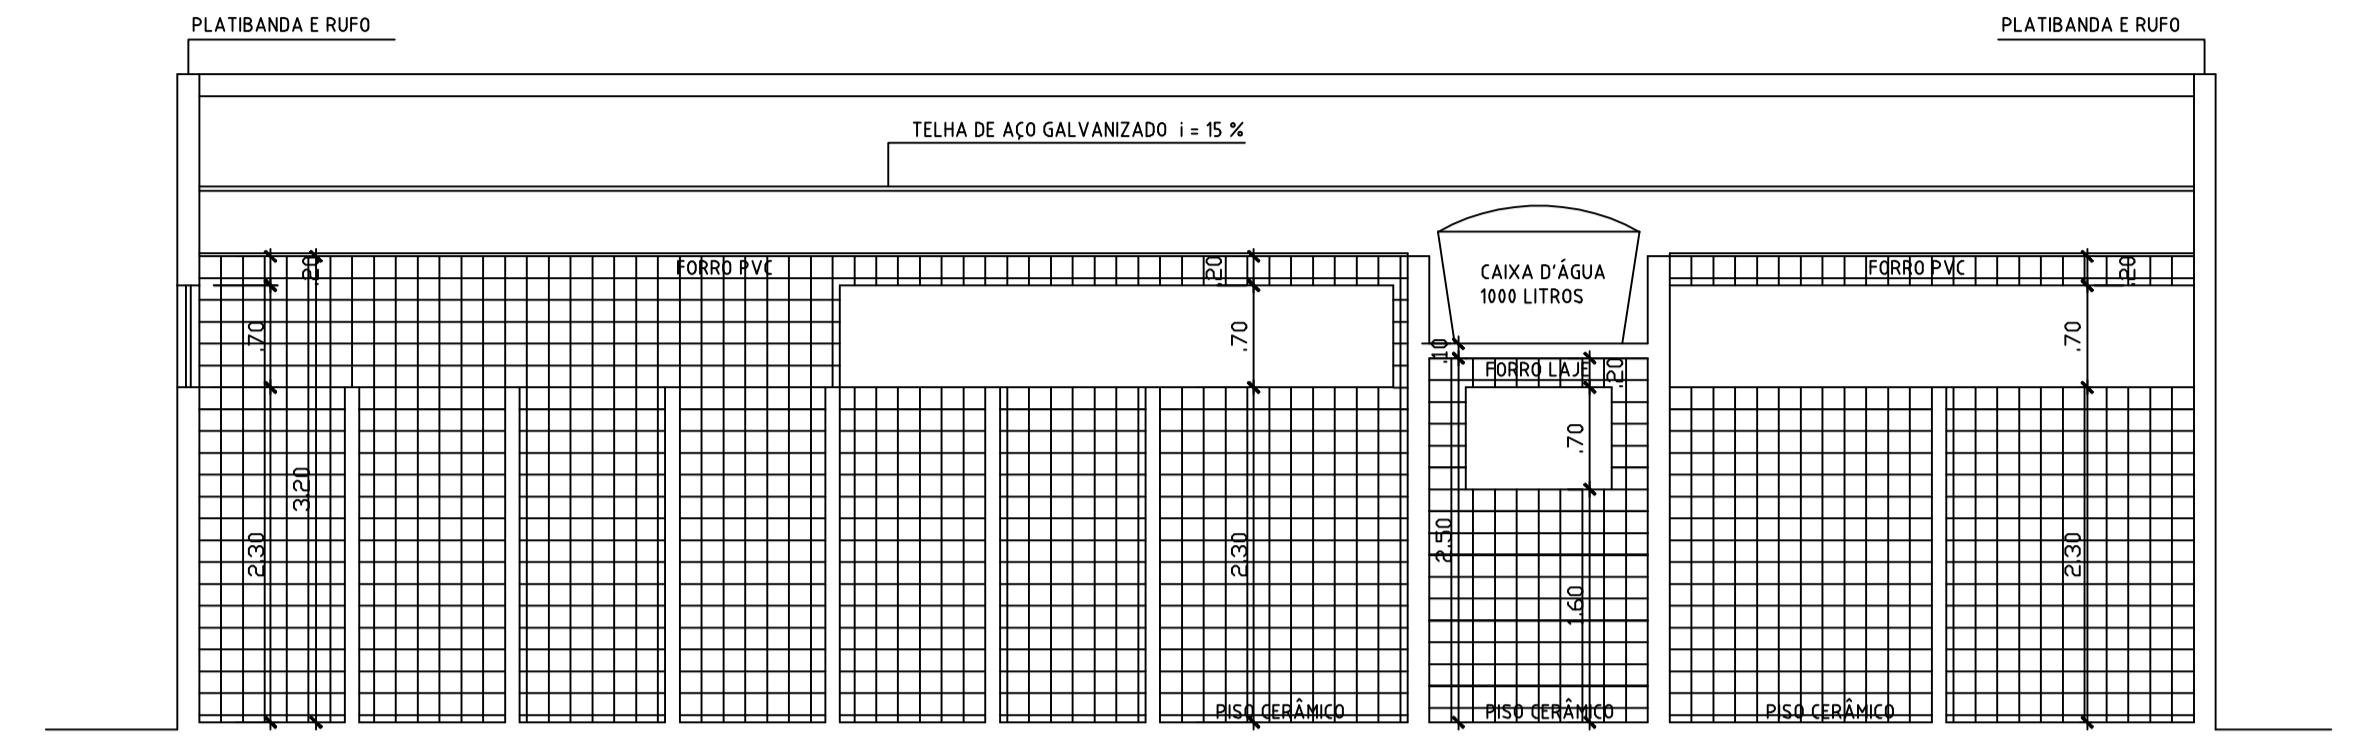 PLATIBANDA E RUFO
PLATIBANDA E RUFO
TELHA DE AÇO GALVANIZADO i = 15 %
FORRO PVC
CAIXA D'ÁGUA
1000 LITROS
FORRO PVC
FORRO LAJE
.20
.20
.20
.70
.70
.70
.10
.20
.70
3.20
2.30
2.30
2.50
1.60
2.30
PISO CERÂMICO
PISO CERÂMICO
PISO CERÂMICO